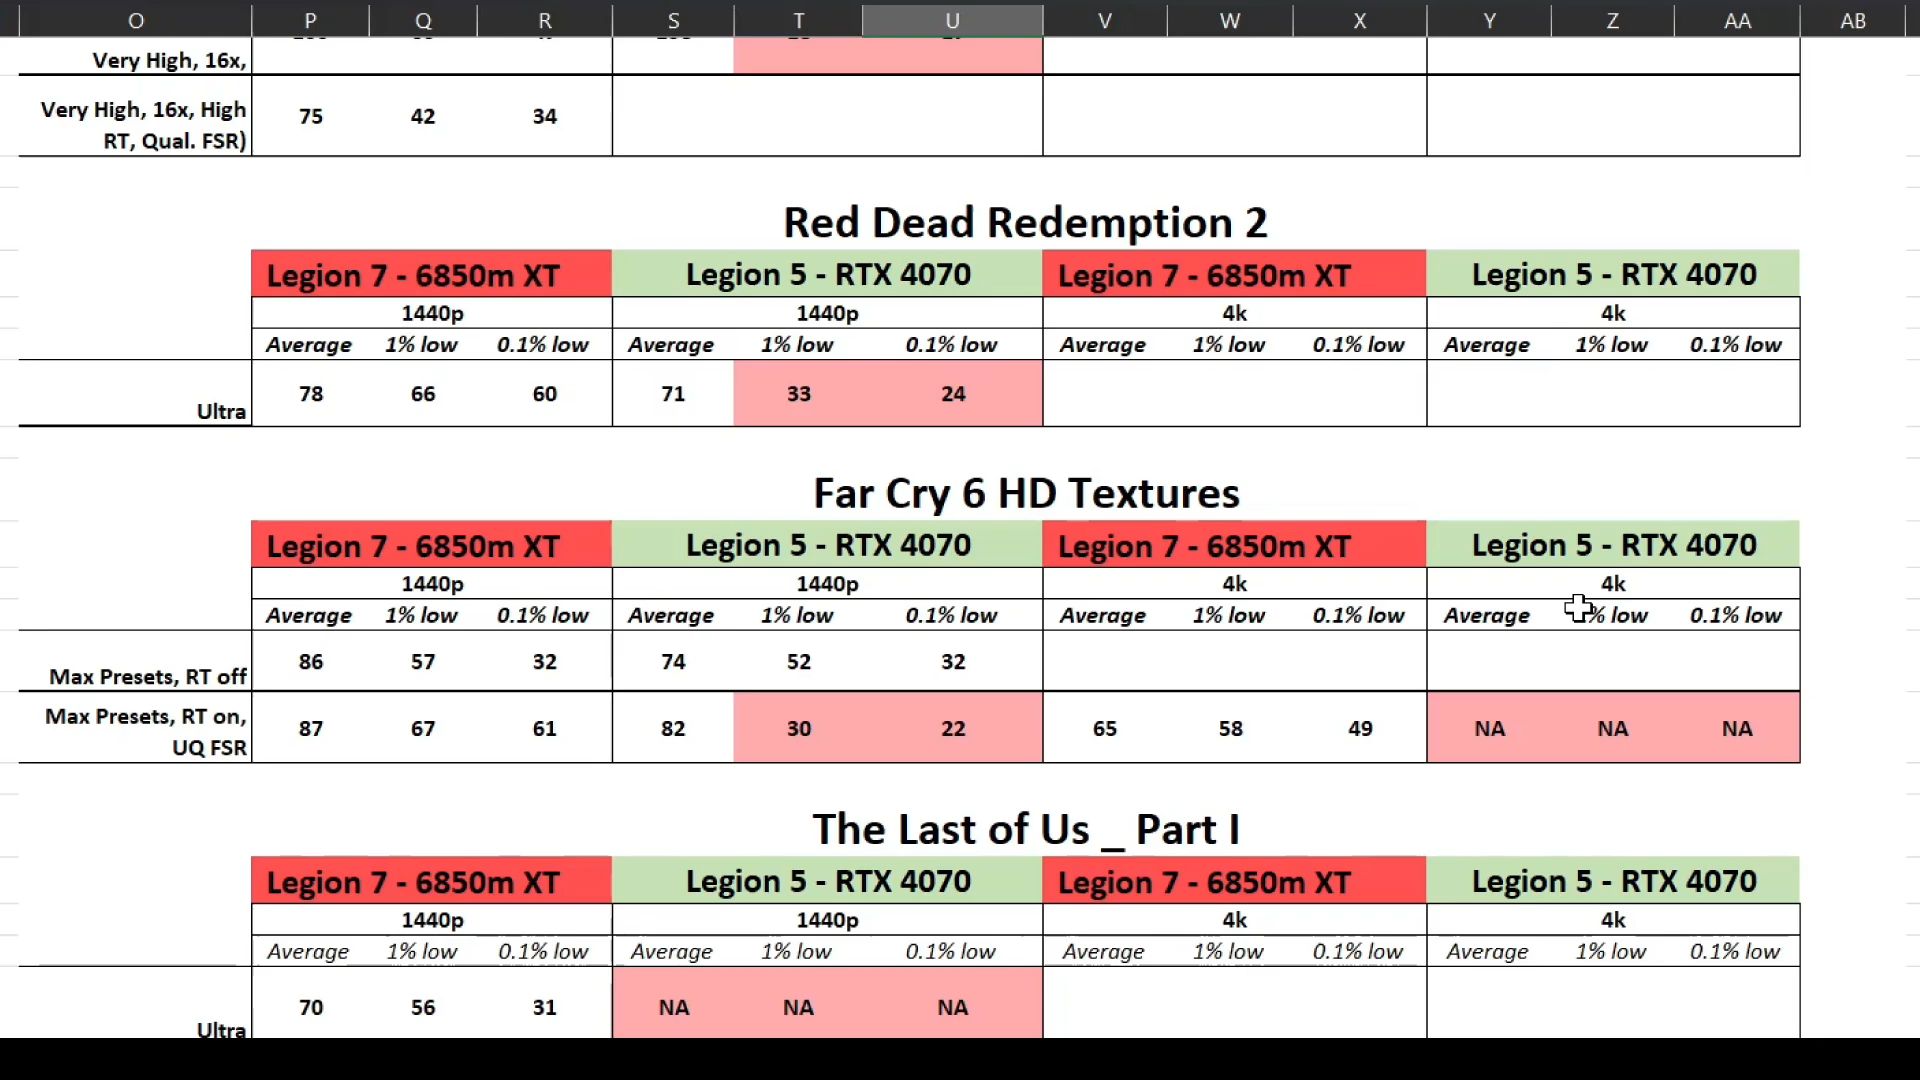 O P Q R S T U V W X Y Z AA AB
Very High, 16x,
Very High, 16x, High
RT, Qual. FSR)
75 42 34
Red Dead Redemption 2
Legion 7 - 6850m XT Legion 5 - RTX 4070 Legion 7 - 6850m XT Legion 5 - RTX 4070
1440p 1440p 4k 4k
Average 1% low 0.1% low Average 1% low 0.1% low Average 1% low 0.1% low Average 1% low 0.1% low
Ultra 78 66 60 71 33 24
Far Cry 6 HD Textures
Legion 7 - 6850m XT Legion 5 - RTX 4070 Legion 7 - 6850m XT Legion 5 - RTX 4070
1440p 1440p 4k 4k
Average 1% low 0.1% low Average 1% low 0.1% low Average 1% low 0.1% low Average % low 0.1% low
Max Presets, RT off 86 57 32 74 52 32
Max Presets, RT on,
UQ FSR
87 67 61 82 30 22 65 58 49 NA NA NA
The Last of Us _ Part I
Legion 7 - 6850m XT Legion 5 - RTX 4070 Legion 7 - 6850m XT Legion 5 - RTX 4070
1440p 1440p 4k 4k
Average 1% low 0.1% low Average 1% low 0.1% low Average 1% low 0.1% low Average 1% low 0.1% low
Ultra 70 56 31 NA NA NA